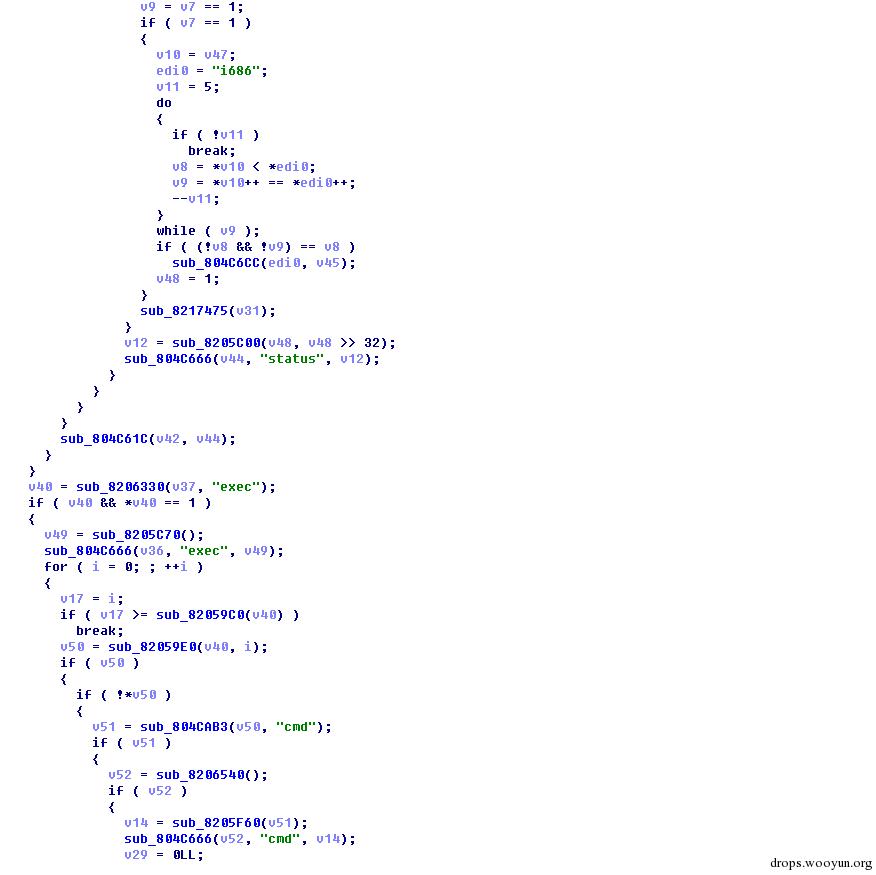 v9 = v7 == 1;
if ( v7 == 1 )
{
v10 = v47;
edi0 = "i686";
v11 = 5;
do
{
if ( !v11 )
break;
v8 = *v10 < *edi0;
v9 = *v10++ == *edi0++;
--v11;
}
while ( v9 );
if ( (!v8 && !v9) == v8 )
sub_804C6CC(edi0, v45);
v48 = 1;
}
sub_8217475(v31);
}
v12 = sub_8205C00(v48, v48 >> 32);
sub_804C666(v44, "status", v12);
}
}
}
}
sub_804C61C(v42, v44);
}
}
v40 = sub_8206330(v37, "exec");
if ( v40 && *v40 == 1 )
{
v49 = sub_8205C70();
sub_804C666(v36, "exec", v49);
for ( i = 0; ; ++i )
{
v17 = i;
if ( v17 >= sub_82059C0(v40) )
break;
v50 = sub_82059E0(v40, i);
if ( v50 )
{
if ( !*v50 )
{
v51 = sub_804CAB3(v50, "cmd");
if ( v51 )
{
v52 = sub_8206540();
if ( v52 )
{
v14 = sub_8205F60(v51);
sub_804C666(v52, "cmd", v14);
v29 = 0LL;
drops.wooyun.org